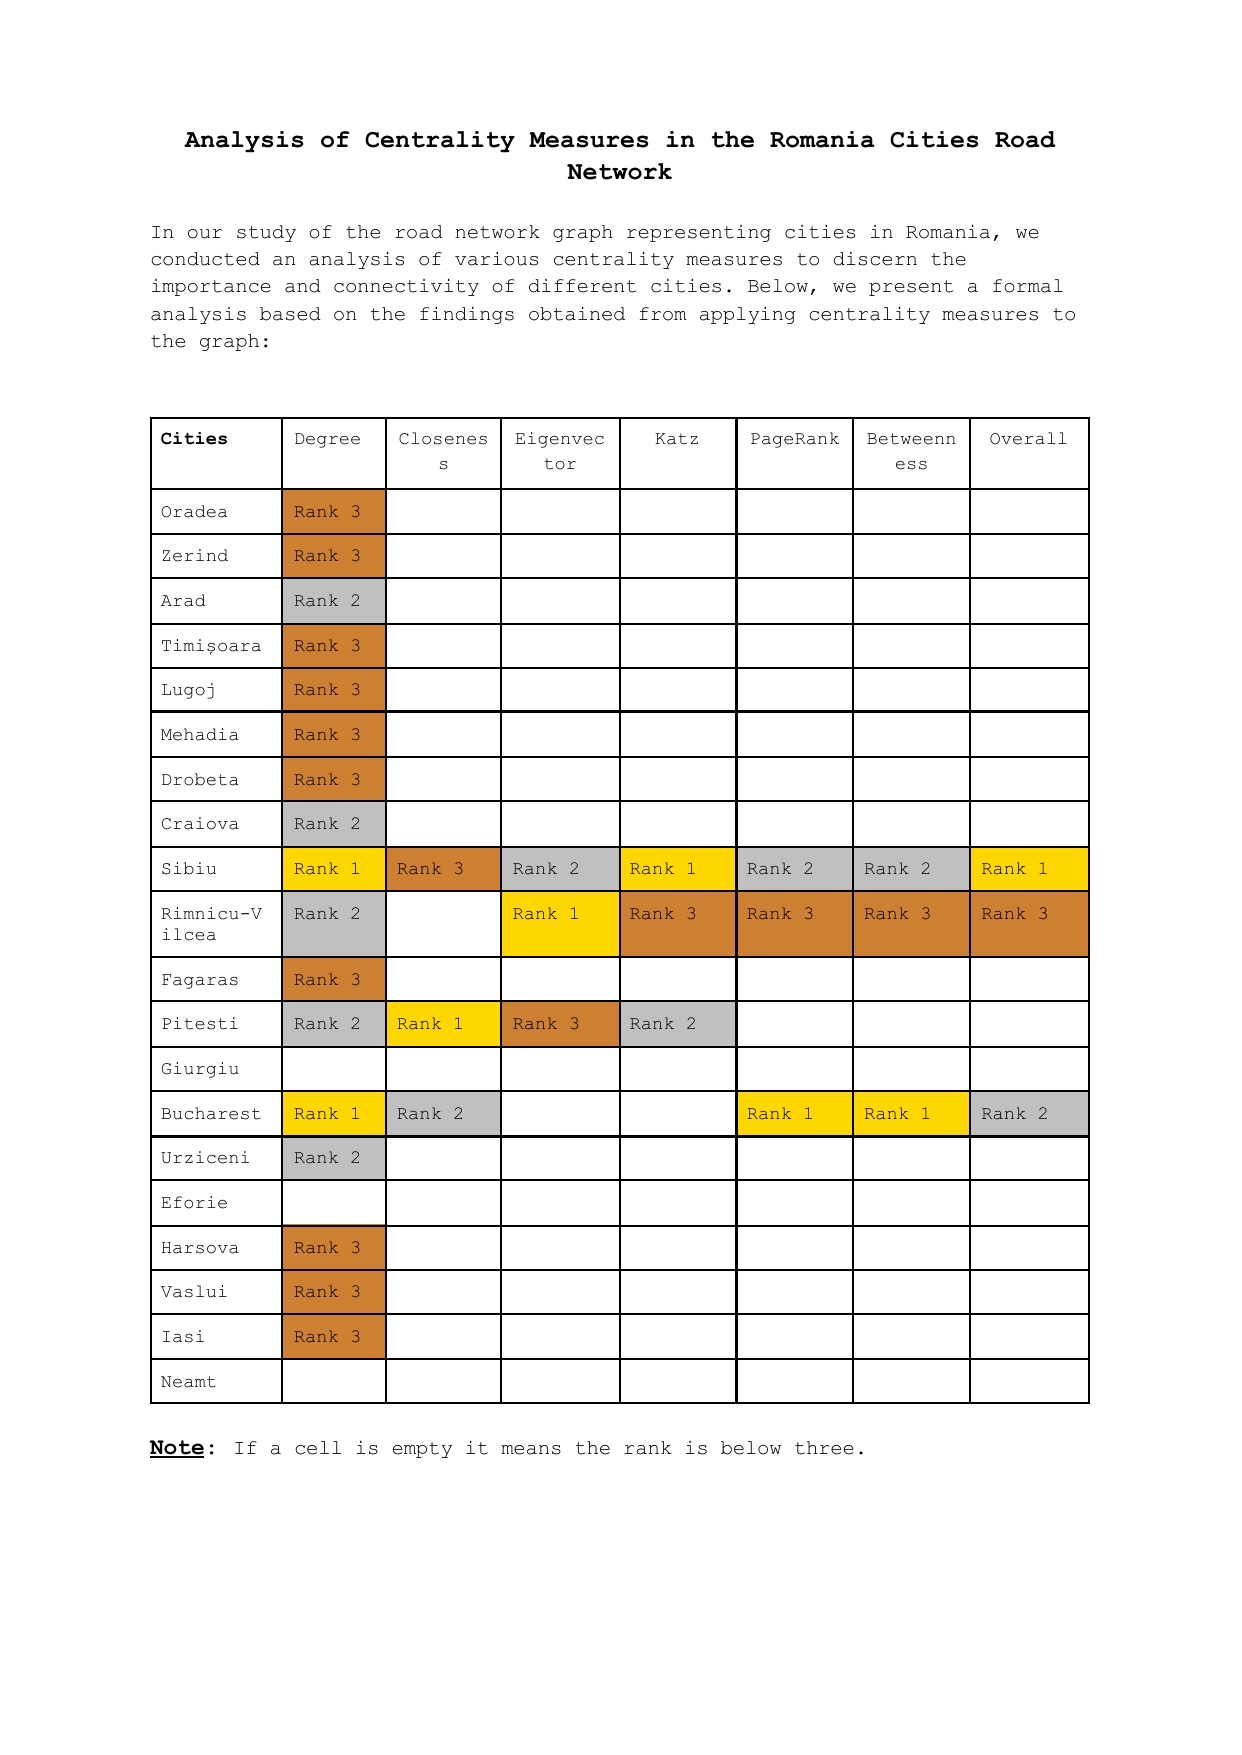 Analysis of Centrality Measures in the Romania Cities Road
Network
In our study of the road network graph representing cities in Romania, we
conducted an analysis of various centrality measures to discern the
importance and connectivity of different cities. Below, we present a formal
analysis based on the findings obtained from applying centrality measures to
the graph:
Cities Degree Closenes Eigenvec Katz PageRank Betweenn Overall
s tor ess
Oradea Rank 3
Zerind Rank 3
Arad Rank 2
Timișoara Rank 3
Lugoj Rank 3
Mehadia Rank 3
Drobeta Rank 3
Craiova Rank 2
Sibiu Rank 1 Rank 3 Rank 2 Rank 1 Rank 2 Rank 2 Rank 1
Rimnicu-V Rank 2 Rank 1 Rank 3 Rank 3 Rank 3 Rank 3
ilcea
Fagaras Rank 3
Pitesti Rank 2 Rank 1 Rank 3 Rank 2
Giurgiu
Bucharest Rank 1 Rank 2 Rank 1 Rank 1 Rank 2
Urziceni Rank 2
Eforie
Harsova Rank 3
Vaslui Rank 3
Iasi Rank 3
Neamt
Note: If a cell is empty it means the rank is below three.